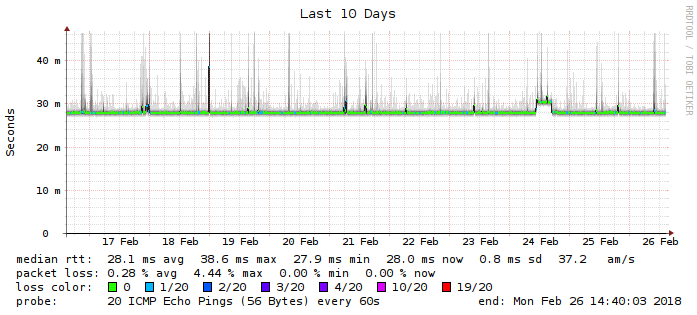 Last 10 Days
RRDTOOL / TOBI OETIKER
Seconds
40 m
30 m
20 m
10 m
0
17 Feb 18 Feb 19 Feb 20 Feb 21 Feb 22 Feb 23 Feb 24 Feb 25 Feb 26 Feb
median rtt: 28.1 ms avg 38.6 ms max 27.9 ms min 28.0 ms now 0.8 ms sd 37.2 am/s
packet loss: 0.28 % avg 4.44 % max 0.00 % min 0.00 % now
loss color: 0 1/20 2/20 3/20 4/20 10/20 19/20
probe: 20 ICMP Echo Pings (56 Bytes) every 60s end: Mon Feb 26 14:40:03 2018